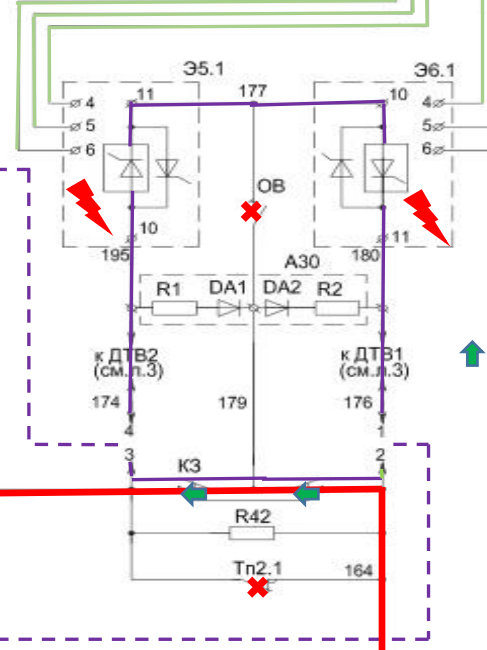 Э5.1
Э6.1
4 11 177 10 4
5 5
6 6
ОВ
10 11
195 180
А30
R1 DA1 DA2 R2
к ДТВ2 к ДТВ1
(см.л.3) (см.л.3)
174 179 176
4 1
3 2
КЗ
R42
Тп2.1 164